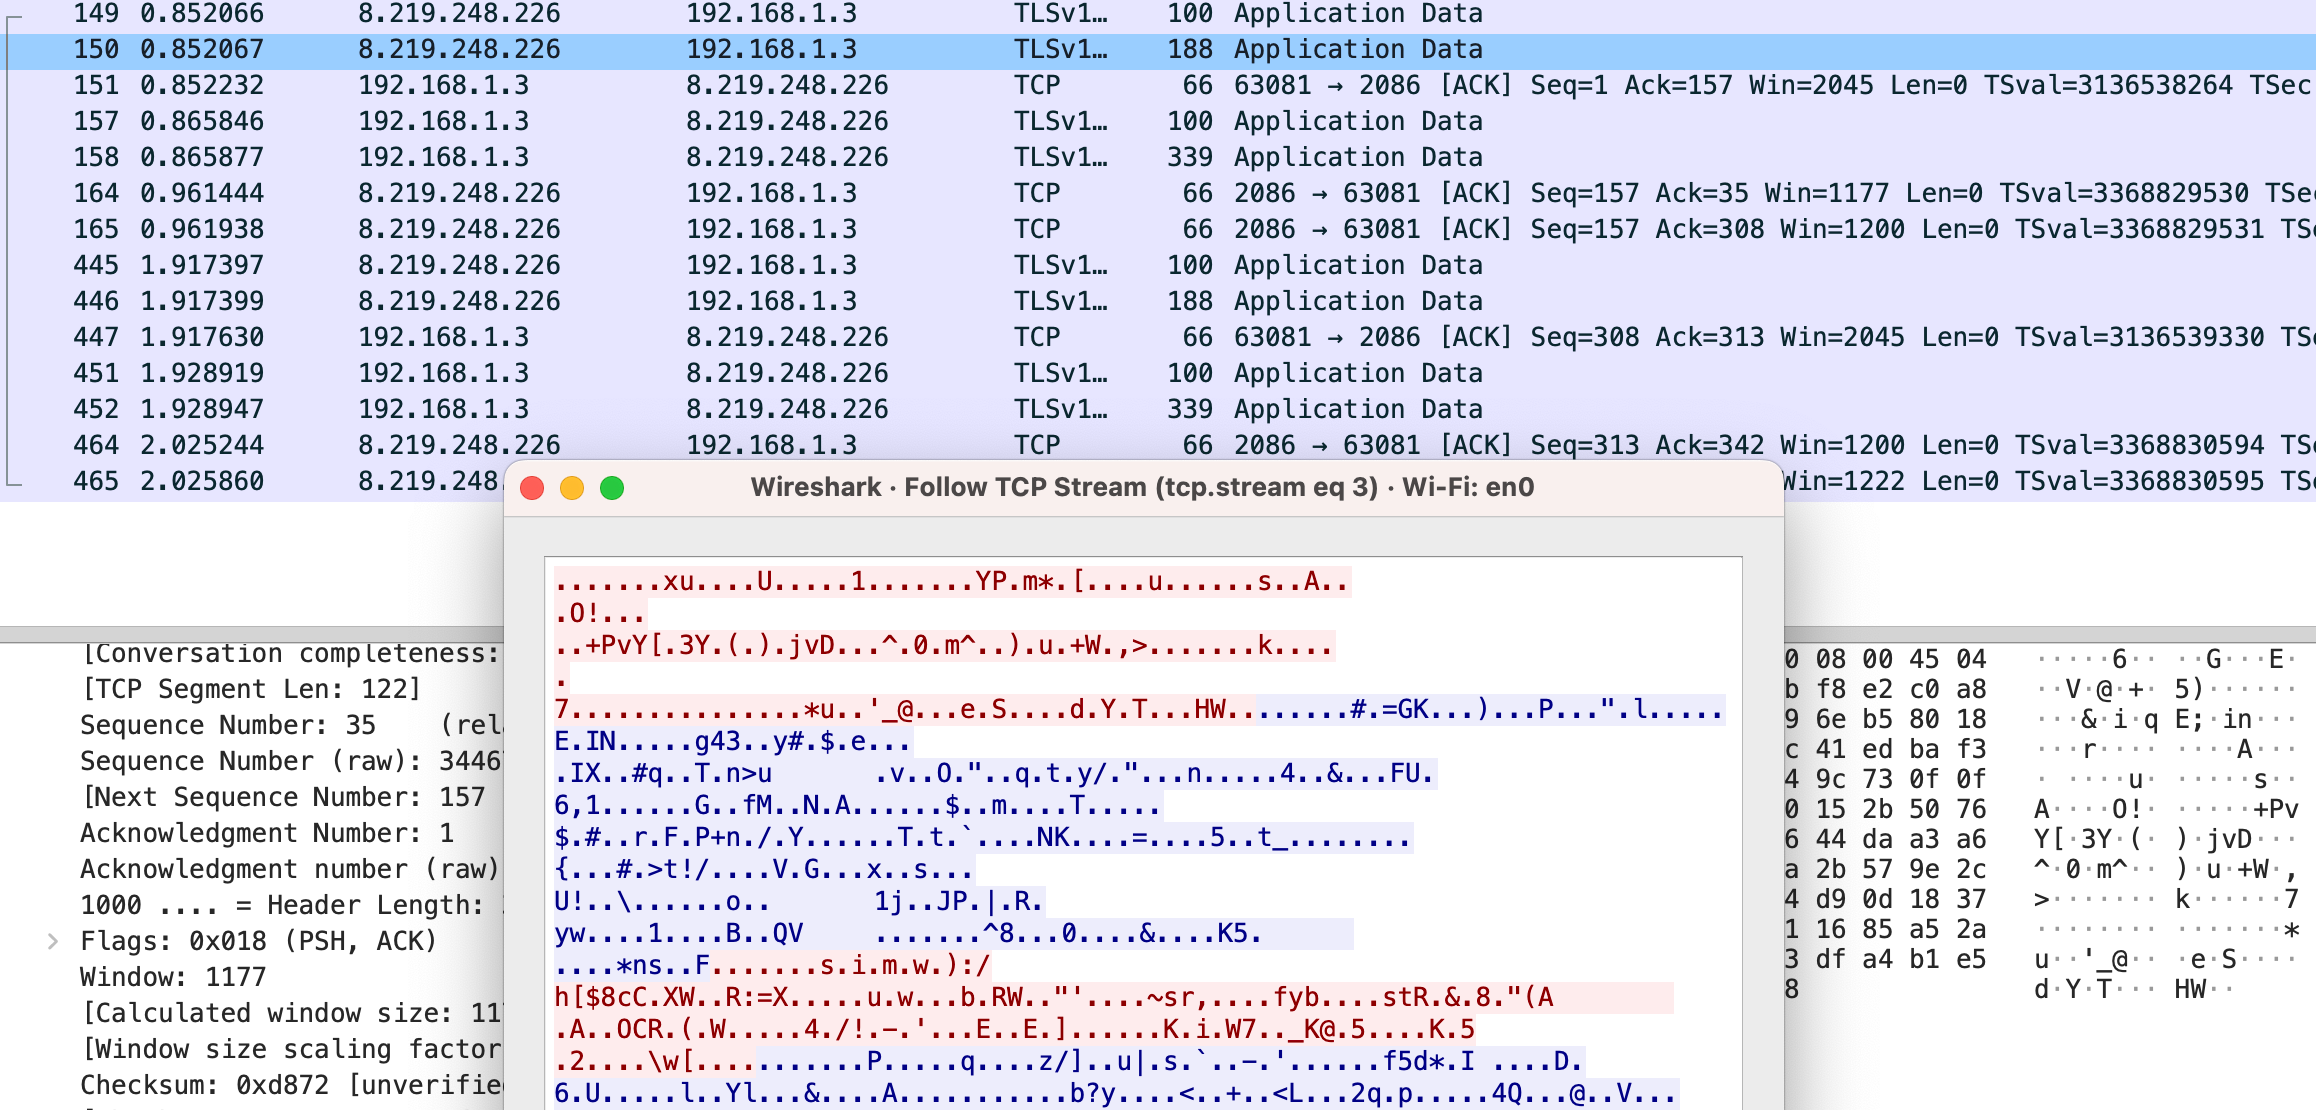 149 0.852066 8.219.248.226 192.168.1.3 TLSv1… 100 Application Data
150 0.852067 8.219.248.226 192.168.1.3 TLSv1… 188 Application Data
151 0.852232 192.168.1.3 8.219.248.226 TCP 66 63081 → 2086 [ACK] Seq=1 Ack=157 Win=2045 Len=0 TSval=3136538264 TSec
157 0.865846 192.168.1.3 8.219.248.226 TLSv1… 100 Application Data
158 0.865877 192.168.1.3 8.219.248.226 TLSv1… 339 Application Data
164 0.961444 8.219.248.226 192.168.1.3 TCP 66 2086 → 63081 [ACK] Seq=157 Ack=35 Win=1177 Len=0 TSval=3368829530 TSe
165 0.961938 8.219.248.226 192.168.1.3 TCP 66 2086 → 63081 [ACK] Seq=157 Ack=308 Win=1200 Len=0 TSval=3368829531 TS
445 1.917397 8.219.248.226 192.168.1.3 TLSv1… 100 Application Data
446 1.917399 8.219.248.226 192.168.1.3 TLSv1… 188 Application Data
447 1.917630 192.168.1.3 8.219.248.226 TCP 66 63081 → 2086 [ACK] Seq=308 Ack=313 Win=2045 Len=0 TSval=3136539330 TS
451 1.928919 192.168.1.3 8.219.248.226 TLSv1… 100 Application Data
452 1.928947 192.168.1.3 8.219.248.226 TLSv1… 339 Application Data
464 2.025244 8.219.248.226 192.168.1.3 TCP 66 2086 → 63081 [ACK] Seq=313 Ack=342 Win=1200 Len=0 TSval=3368830594 TS
465 2.025860 8.219.248 Win=1222 Len=0 TSval=3368830595 TS
Wireshark · Follow TCP Stream (tcp.stream eq 3) · Wi-Fi: en0
.......xu....U.....1.......YP.m*.[....u......s..A..
.O!...
..+PvY[.3Y.(.).jvD...^.0.m^..).u.+W.,>.......k....
.
7...............*u..'_@...e.S....d.Y.T...HW........#.=GK...)...P...".l.....
E.IN.....g43..y#.$.e...
.IX..#q..T.n>u .v..O."..q.t.y/."...n.....4..&...FU.
6,1......G..fM..N.A......$..m....T.....
$.#..r.F.P+n./.Y......T.t.`....NK....=....5..t_........
{...#.>t!/....V.G...x..s...
U!..\......o.. 1j..JP.|.R.
yw....1....B..QV .......^8...0....&....K5.
....*ns..F.......s.i.m.w.):/
h[$8cC.XW..R:=X.....u.w...b.RW.."'....~sr,....fyb....stR.&.8."(A
.A..OCR.(.W.....4./!.-.'...E..E.]......K.i.W7.._K@.5....K.5
.2....\w[...........P.....q....z/]..u|.s.`..-.'......f5d*.I ....D.
6.U.....l..Yl...&....A...........b?y....<..+..<L...2q.p.....4Q...@..V...
[Conversation completeness:
[TCP Segment Len: 122]
Sequence Number: 35 (rel
Sequence Number (raw): 3446
[Next Sequence Number: 157
Acknowledgment Number: 1
Acknowledgment number (raw)
1000 .... = Header Length:
Flags: 0x018 (PSH, ACK)
Window: 1177
[Calculated window size: 11
[Window size scaling factor
Checksum: 0xd872 [unverifie
0 08 00 45 04 ·····6·· ··G···E·
b f8 e2 c0 a8 ··V·@·+· 5)······
9 6e b5 80 18 ···&·i·q E;·in···
c 41 ed ba f3 ···r···· ····A···
4 9c 73 0f 0f · ····u· ·····s··
0 15 2b 50 76 A····O!· ·····+Pv
6 44 da a3 a6 Y[·3Y·(· )·jvD···
a 2b 57 9e 2c ^·0·m^·· )·u·+W·,
4 d9 0d 18 37 >······· k······7
1 16 85 a5 2a ········ ·······*
3 df a4 b1 e5 u··'_@·· ·e·S····
8 d·Y·T··· HW··